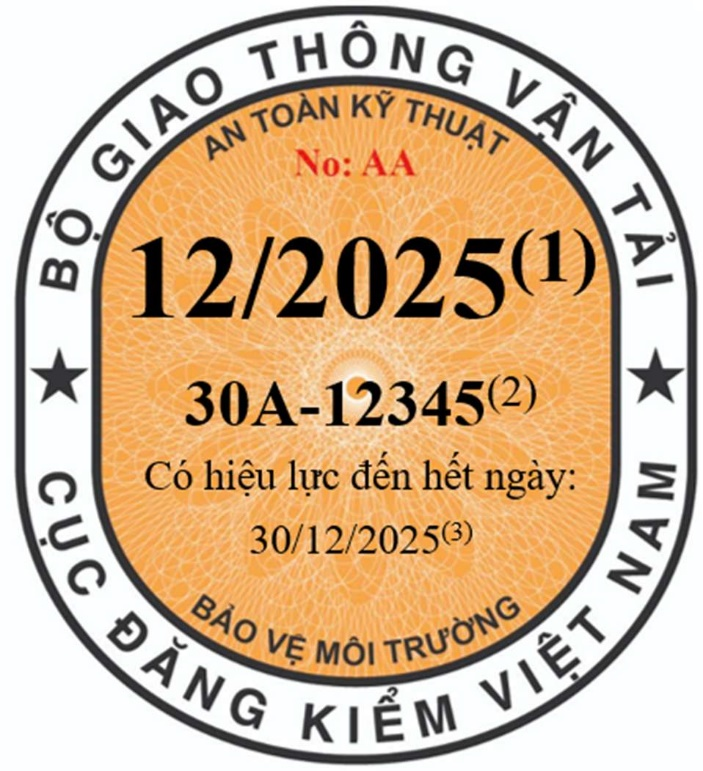 BỘ GIAO THÔNG VẬN TẢI
AN TOÀN KỸ THUẬT
No: AA
12/2025(1)
30A-12345(2)
Có hiệu lực đến hết ngày:
30/12/2025(3)
BẢO VỆ MÔI TRƯỜNG
CỤC ĐĂNG KIỂM VIỆT NAM